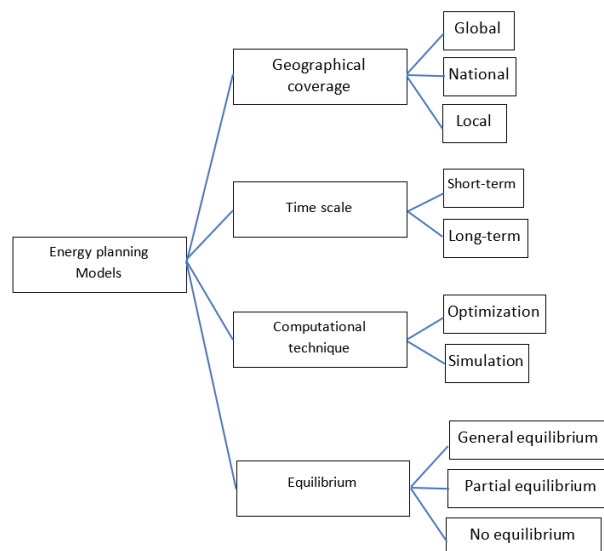 Energy planning
Models
Geographical
coverage
Global
National
Local
Time scale
Short-term
Long-term
Computational
technique
Optimization
Simulation
Equilibrium
General equilibrium
Partial equilibrium
No equilibrium